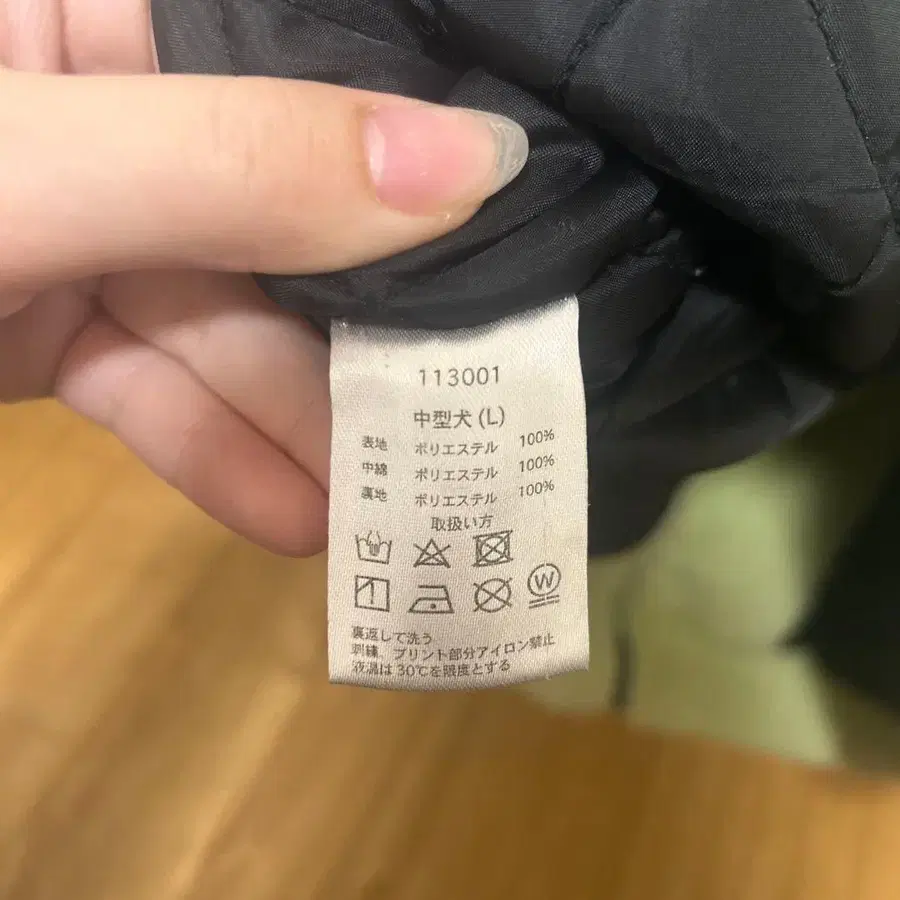 113001
中型犬 (L)
表地 ポリエステル 100%
中綿 ポリエステル 100%
裏地 ポリエステル 100%
取扱い方
W
裏返して洗う
刺繍、プリント部分アイロン禁止
液温は 30℃を限度とする